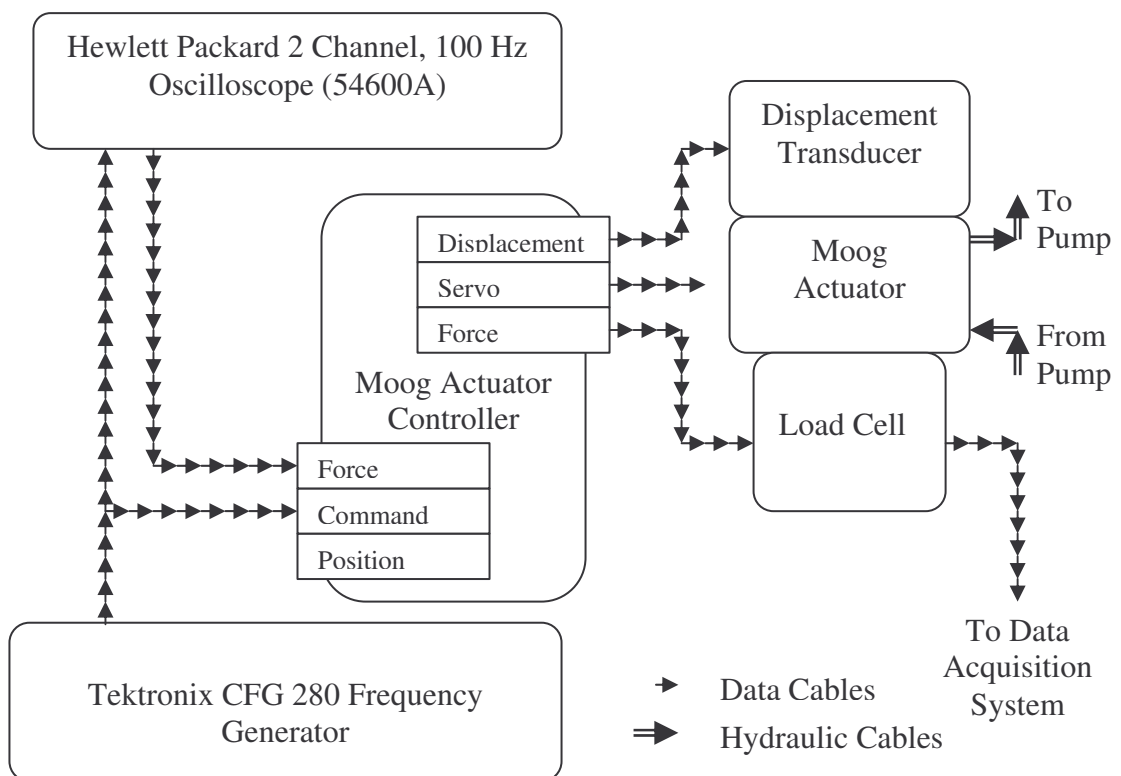 Hewlett Packard 2 Channel, 100 Hz
Oscilloscope (54600A)
Displacement
Transducer
To
Pump
Displacement
Servo
Force
Moog
Actuator
From
Pump
Moog Actuator
Controller
Load Cell
Force
Command
Position
To Data
Acquisition
System
Tektronix CFG 280 Frequency
Generator
Data Cables
Hydraulic Cables